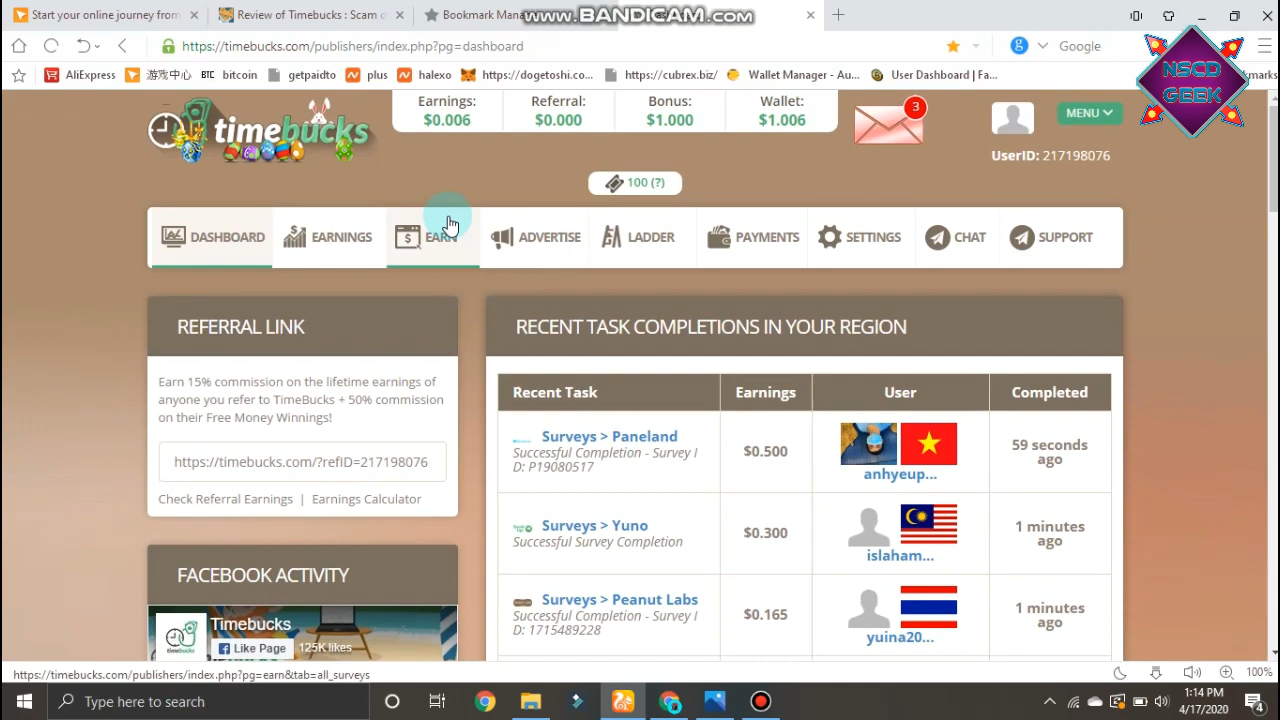 Start your online journey from
Review of Timebucks : Scam o
Bookmark Mana
www.BANDICAM.com
https://timebucks.com/publishers/index.php?pg=dashboard
Google
AliExpress
游戏中心
BTC bitcoin
getpaidto
plus
halexo
https://dogetoshi.co...
https://cubrex.biz/
Wallet Manager - Au...
User Dashboard | Fa...
NSCD
GEEK
timebucks
Earnings: Referral: Bonus: Wallet:
$0.006 $0.000 $1.000 $1.006
3
MENU
UserID: 217198076
100 (?)
DASHBOARD EARNINGS EARN ADVERTISE LADDER PAYMENTS SETTINGS CHAT SUPPORT
REFERRAL LINK
Earn 15% commission on the lifetime earnings of
anyone you refer to TimeBucks + 50% commission
on their Free Money Winnings!
https://timebucks.com/?refID=217198076
Check Referral Earnings | Earnings Calculator
FACEBOOK ACTIVITY
Timebucks
Like Page 125K likes
RECENT TASK COMPLETIONS IN YOUR REGION
Recent Task Earnings User Completed
Surveys > Paneland
Successful Completion - Survey I
D: P19080517
$0.500
anhyeup...
59 seconds
ago
Surveys > Yuno
Successful Survey Completion
$0.300
islaham...
1 minutes
ago
Surveys > Peanut Labs
Successful Completion - Survey I
D: 1715489228
$0.165
yuina20...
1 minutes
ago
https://timebucks.com/publishers/index.php?pg=earn&tab=all_surveys
100%
Type here to search
1:14 PM
4/17/2020
4